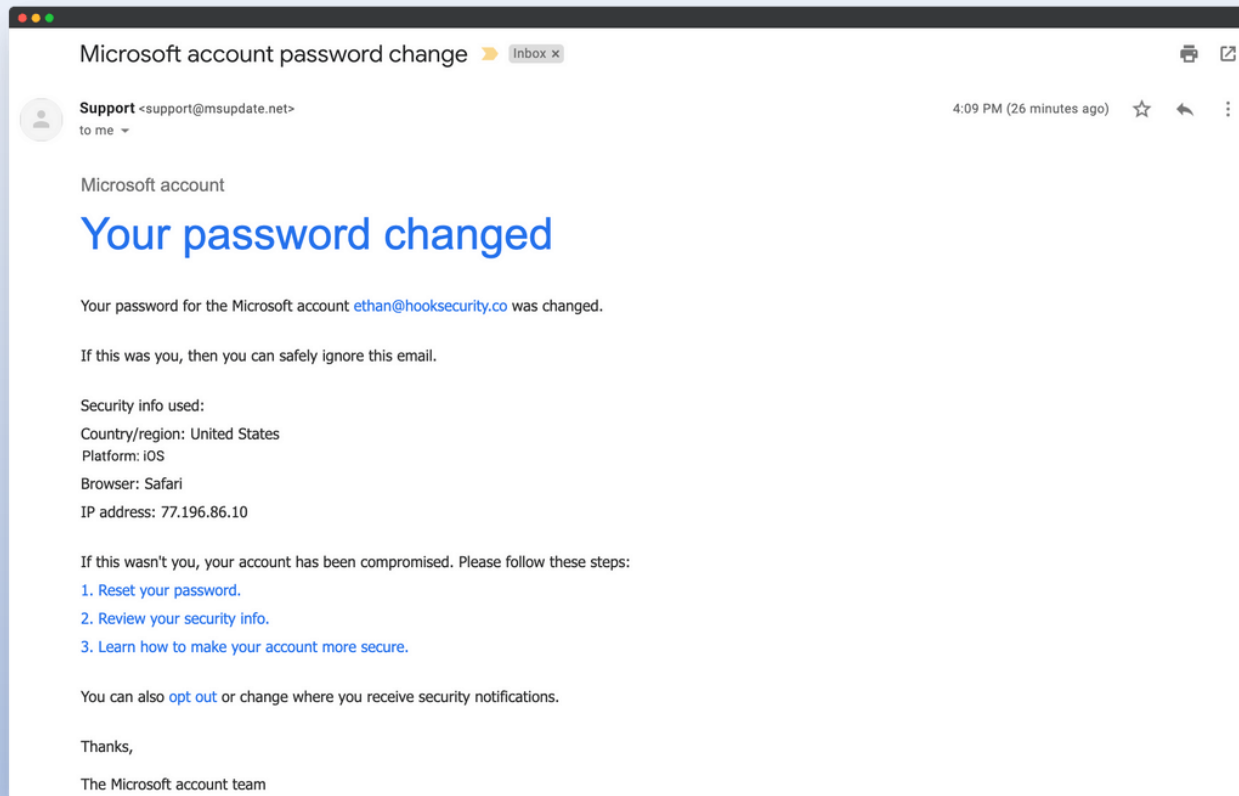 Microsoft account password change Inbox ×
Support <support@msupdate.net> 4:09 PM (26 minutes ago)
to me
Microsoft account
Your password changed
Your password for the Microsoft account ethan@hooksecurity.co was changed.
If this was you, then you can safely ignore this email.
Security info used:
Country/region: United States
Platform: iOS
Browser: Safari
IP address: 77.196.86.10
If this wasn't you, your account has been compromised. Please follow these steps:
1. Reset your password.
2. Review your security info.
3. Learn how to make your account more secure.
You can also opt out or change where you receive security notifications.
Thanks,
The Microsoft account team